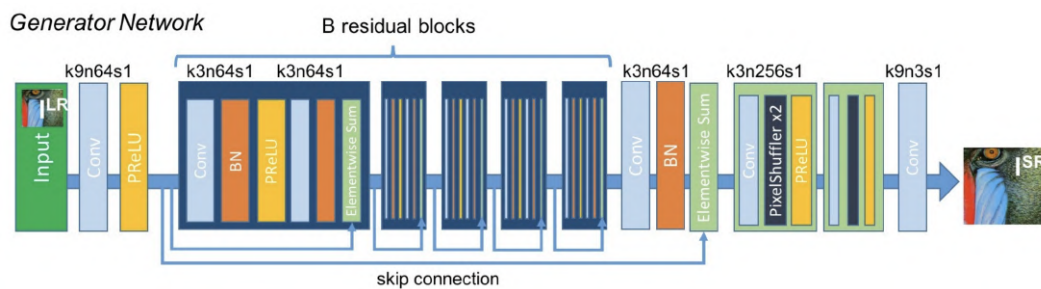 Generator Network
B residual blocks
k9n64s1
k3n64s1
k3n64s1
k3n64s1
k3n256s1
k9n3s1
I^LR
Input
Conv
PReLU
Conv
BN
PReLU
Elementwise Sum
Conv
BN
Elementwise Sum
Conv
PixelShuffler x2
PReLU
Conv
I^SR
skip connection